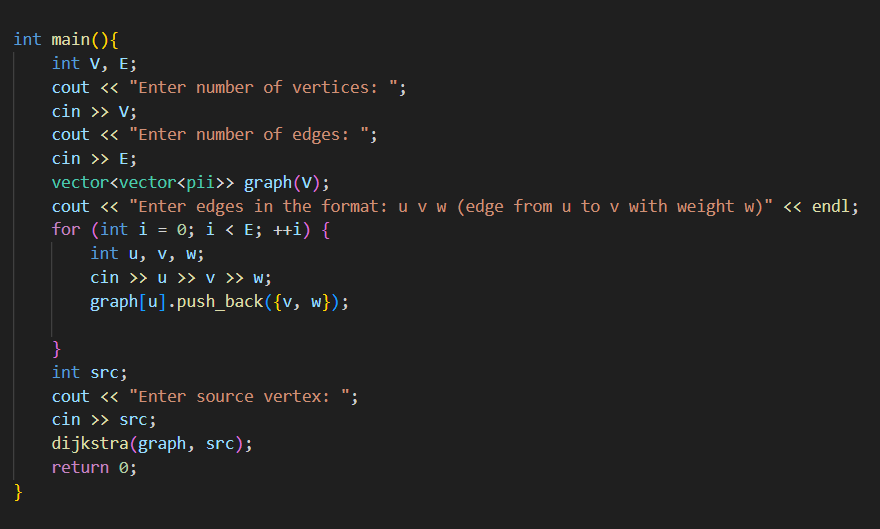 int main(){
    int V, E;
    cout << "Enter number of vertices: ";
    cin >> V;
    cout << "Enter number of edges: ";
    cin >> E;
    vector<vector<pii>> graph(V);
    cout << "Enter edges in the format: u v w (edge from u to v with weight w)" << endl;
    for (int i = 0; i < E; ++i) {
        int u, v, w;
        cin >> u >> v >> w;
        graph[u].push_back({v, w});
    }
    int src;
    cout << "Enter source vertex: ";
    cin >> src;
    dijkstra(graph, src);
    return 0;
}